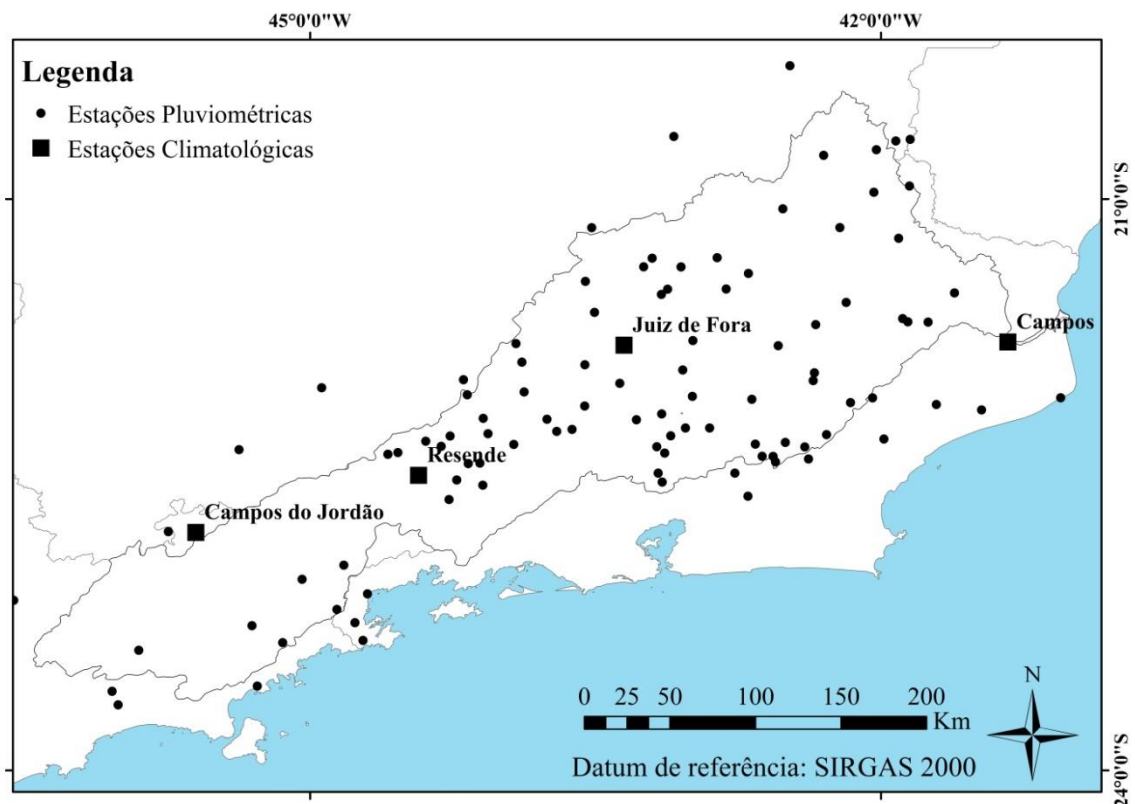 45°0'0"W
42°0'0"W
Legenda
Estações Pluviométricas
Estações Climatológicas
21°0'0"S
Juiz de Fora
Campos
Resende
Campos do Jordão
N
0 25 50 100 150 200
Km
Datum de referência: SIRGAS 2000
24°0'0"S